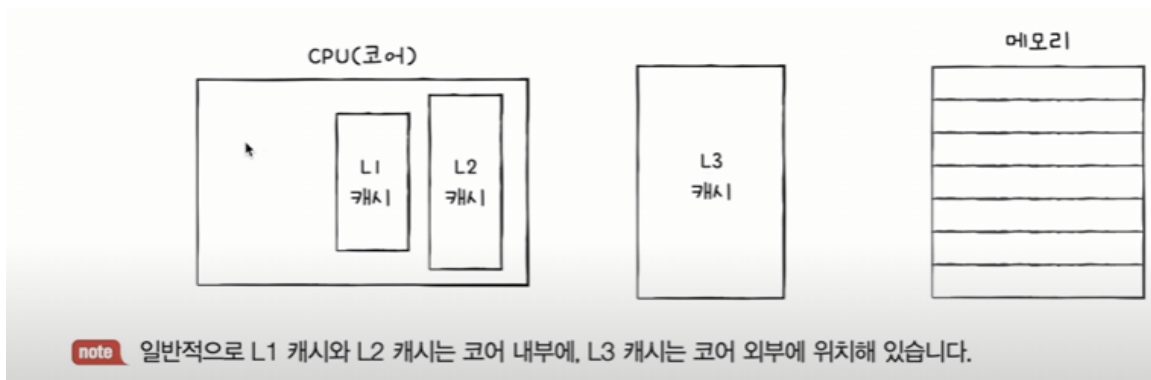 CPU(코어)
메모리
L1
캐시
L2
캐시
L3
캐시
note 일반적으로 L1 캐시와 L2 캐시는 코어 내부에, L3 캐시는 코어 외부에 위치해 있습니다.